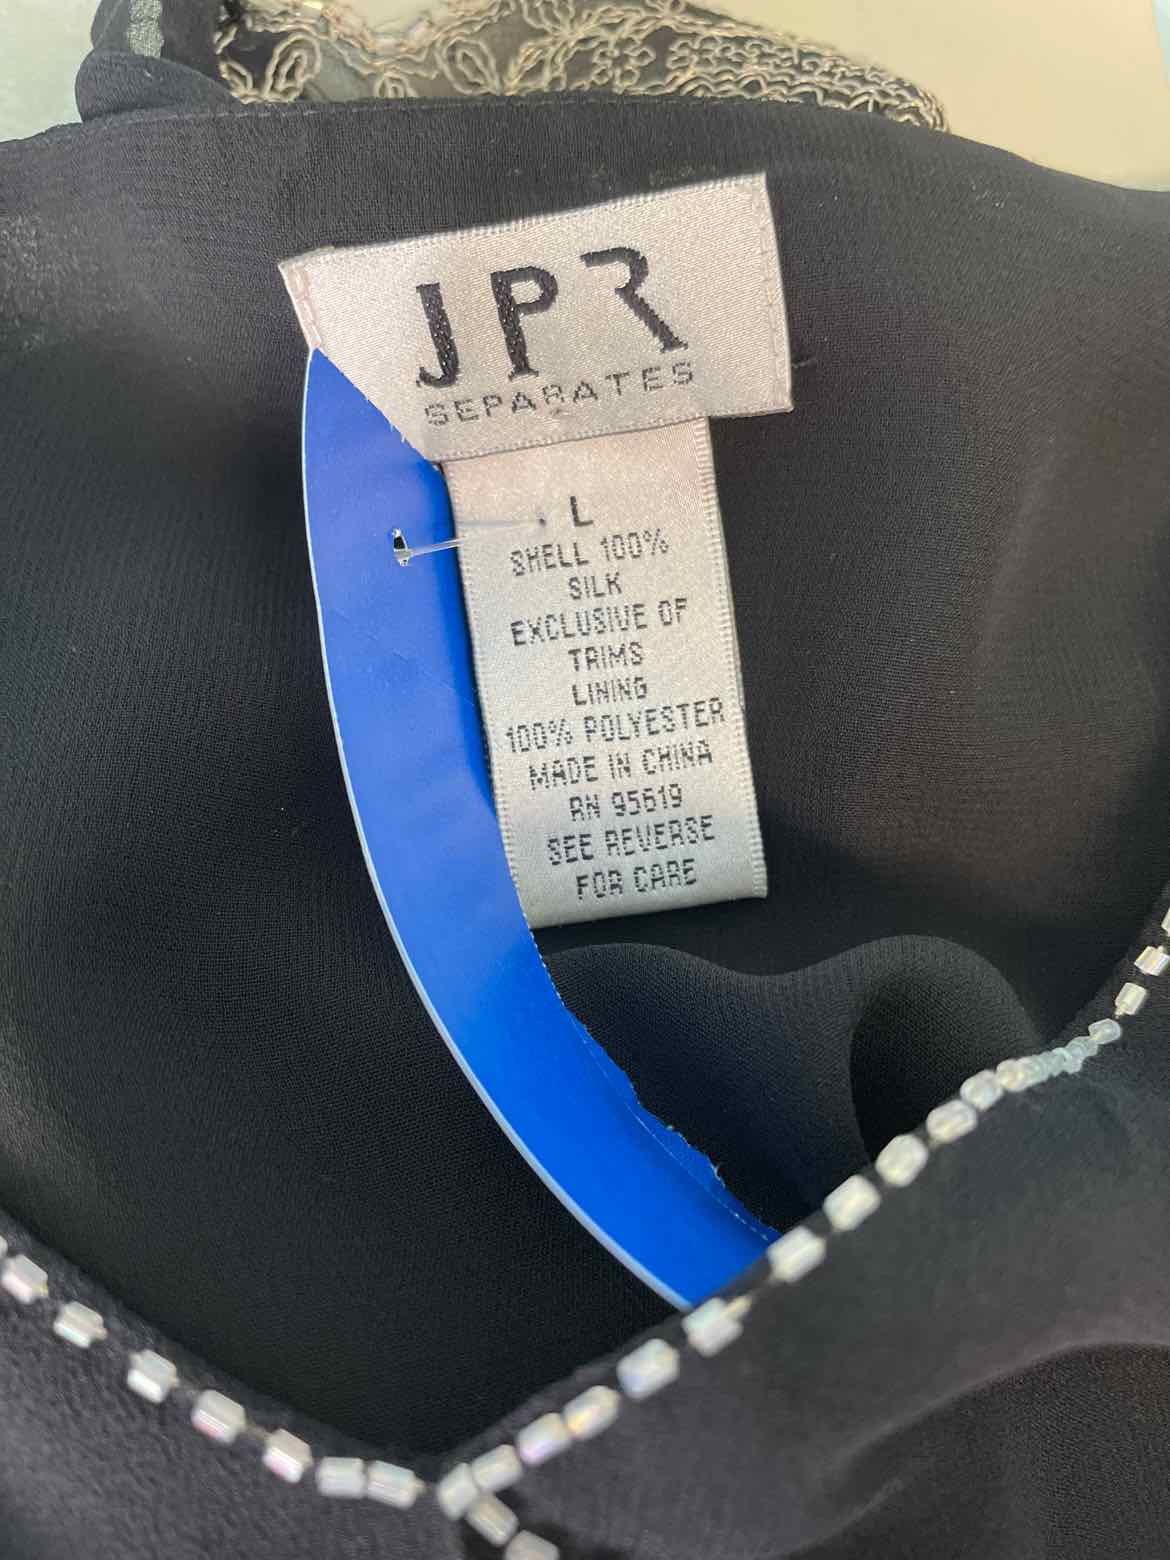 JPR
SEPARATES
L
SHELL 100%
SILK
EXCLUSIVE OF
TRIMS
LINING
100% POLYESTER
MADE IN CHINA
RN 95619
SEE REVERSE
FOR CARE